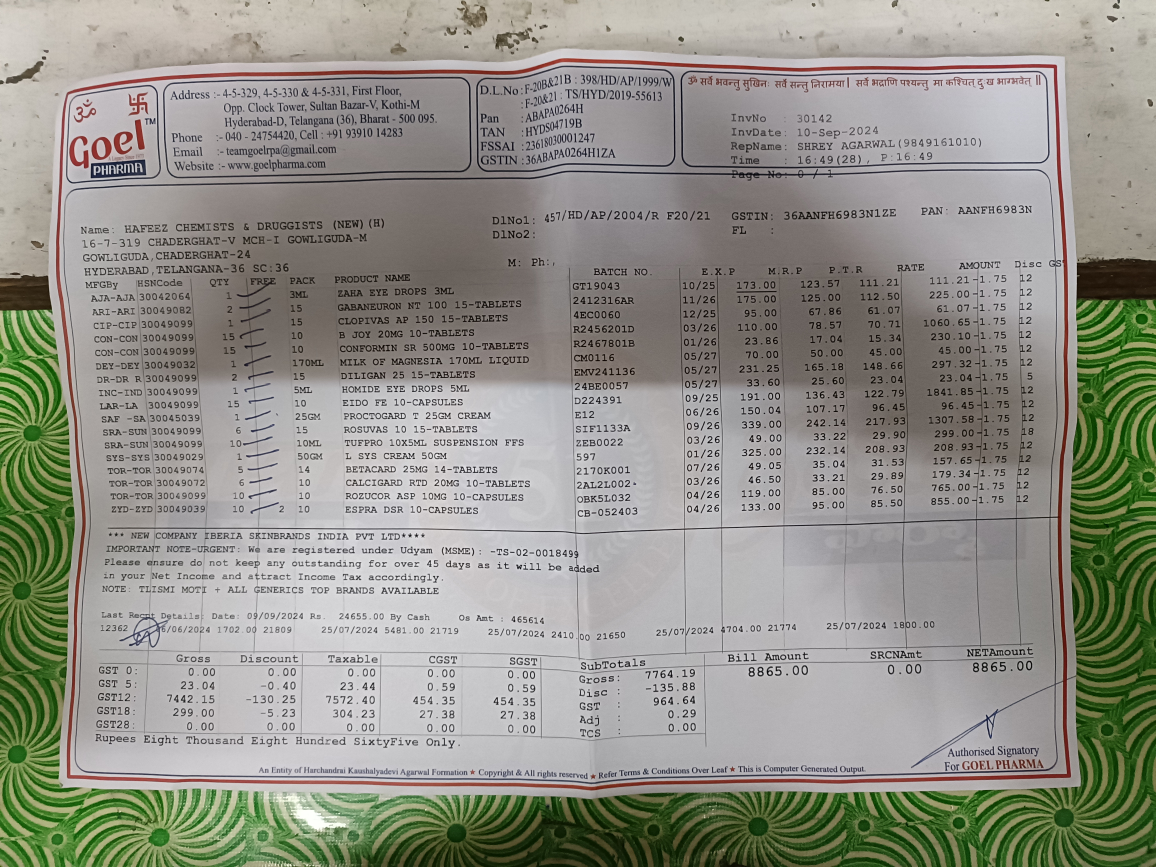 ॐ 卐
Goel TM
PHARMA
Address :- 4-5-329, 4-5-330 & 4-5-331, First Floor,
Opp. Clock Tower, Sultan Bazar-V, Kothi-M
Hyderabad-D, Telangana (36), Bharat - 500 095.
Phone :- 040 - 24754420, Cell : +91 93910 14283
Email :- teamgoelrpa@gmail.com
Website :- www.goelpharma.com
D.L.No : F-20B&21B : 398/HD/AP/1999/W
: F-20&21 : TS/HYD/2019-55613
Pan : ABAPA0264H
TAN : HYDS04719B
FSSAI : 23618030001247
GSTIN : 36ABAPA0264H1ZA
ॐ सर्वे भवन्तु सुखिनः सर्वे सन्तु निरामया। सर्वे भद्राणि पश्यन्तु मा कश्चित् दुःख भाग्भवेत् ॥
InvNo : 30142
InvDate: 10-Sep-2024
RepName: SHREY AGARWAL(9849161010)
Time : 16:49(28), P:16:49
Page No: 0 / 1
Name: HAFEEZ CHEMISTS & DRUGGISTS (NEW)(H)
16-7-319 CHADERGHAT-V MCH-I GOWLIGUDA-M
GOWLIGUDA,CHADERGHAT-24
HYDERABAD,TELANGANA-36 SC:36
DlNo1: 457/HD/AP/2004/R F20/21 GSTIN: 36AANFH6983N1ZE PAN: AANFH6983N
DlNo2: FL :
M: Ph:,
MFGBy HSNCode QTY FREE PACK PRODUCT NAME BATCH NO. E.X.P M.R.P P.T.R RATE AMOUNT Disc GST
AJA-AJA 30042064 1 3ML ZAHA EYE DROPS 3ML GT19043 10/25 173.00 123.57 111.21 111.21 -1.75 12
ARI-ARI 30049082 2 15 GABANEURON NT 100 15-TABLETS 2412316AR 11/26 175.00 125.00 112.50 225.00 -1.75 12
CIP-CIP 30049099 1 15 CLOPIVAS AP 150 15-TABLETS 4EC0060 12/25 95.00 67.86 61.07 61.07 -1.75 12
CON-CON 30049099 15 10 B JOY 20MG 10-TABLETS R2456201D 03/26 110.00 78.57 70.71 1060.65 -1.75 12
CON-CON 30049099 15 10 CONFORMIN SR 500MG 10-TABLETS R2467801B 01/26 23.86 17.04 15.34 230.10 -1.75 12
DEY-DEY 30049032 1 170ML MILK OF MAGNESIA 170ML LIQUID CM0116 05/27 70.00 50.00 45.00 45.00 -1.75 12
DR-DR R 30049099 2 15 DILIGAN 25 15-TABLETS EMV241136 05/27 231.25 165.18 148.66 297.32 -1.75 12
INC-IND 30049099 1 5ML HOMIDE EYE DROPS 5ML 24BE0057 05/27 33.60 25.60 23.04 23.04 -1.75 5
LAR-LA 30049099 15 10 EIDO FE 10-CAPSULES D224391 09/25 191.00 136.43 122.79 1841.85 -1.75 12
SAF -SA 30045039 1 25GM PROCTOGARD T 25GM CREAM E12 06/26 150.04 107.17 96.45 96.45 -1.75 12
SRA-SUN 30049099 6 15 ROSUVAS 10 15-TABLETS SIF1133A 09/26 339.00 242.14 217.93 1307.58 -1.75 12
SRA-SUN 30049099 10 10ML TUFPRO 10X5ML SUSPENSION FFS ZEB0022 03/26 49.00 33.22 29.90 299.00 -1.75 18
SYS-SYS 30049029 1 50GM L SYS CREAM 50GM 597 01/26 325.00 232.14 208.93 208.93 -1.75 12
TOR-TOR 30049074 5 14 BETACARD 25MG 14-TABLETS 2170K001 07/26 49.05 35.04 31.53 157.65 -1.75 12
TOR-TOR 30049072 6 10 CALCIGARD RTD 20MG 10-TABLETS 2AL2L002 03/26 46.50 33.21 29.89 179.34 -1.75 12
TOR-TOR 30049099 10 10 ROZUCOR ASP 10MG 10-CAPSULES OBK5L032 04/26 119.00 85.00 76.50 765.00 -1.75 12
ZYD-ZYD 30049039 10 2 10 ESPRA DSR 10-CAPSULES CB-052403 04/26 133.00 95.00 85.50 855.00 -1.75 12
*** NEW COMPANY IBERIA SKINBRANDS INDIA PVT LTD****
IMPORTANT NOTE-URGENT: We are registered under Udyam (MSME): -TS-02-0018499
Please ensure do not keep any outstanding for over 45 days as it will be added
in your Net Income and attract Income Tax accordingly.
NOTE: TLISMI MOTI + ALL GENERICS TOP BRANDS AVAILABLE
Last Recpt Details: Date: 09/09/2024 Rs. 24655.00 By Cash Os Amt : 465614
12362 /06/2024 1702.00 21809 25/07/2024 5481.00 21719 25/07/2024 2410.00 21650 25/07/2024 4704.00 21774 25/07/2024 1800.00
Gross Discount Taxable CGST SGST
GST 0: 0.00 0.00 0.00 0.00 0.00
GST 5: 23.04 -0.40 23.44 0.59 0.59
GST12: 7442.15 -130.25 7572.40 454.35 454.35
GST18: 299.00 -5.23 304.23 27.38 27.38
GST28: 0.00 0.00 0.00 0.00 0.00
SubTotals
Gross: 7764.19
Disc : -135.88
GST : 964.64
Adj : 0.29
TCS : 0.00
Bill Amount SRCNAmt NETAmount
8865.00 0.00 8865.00
Rupees Eight Thousand Eight Hundred SixtyFive Only.
Authorised Signatory
For GOEL PHARMA
An Entity of Harchandrai Kaushalyadevi Agarwal Formation ★ Copyright & All rights reserved ★ Refer Terms & Conditions Over Leaf ★ This is Computer Generated Output.